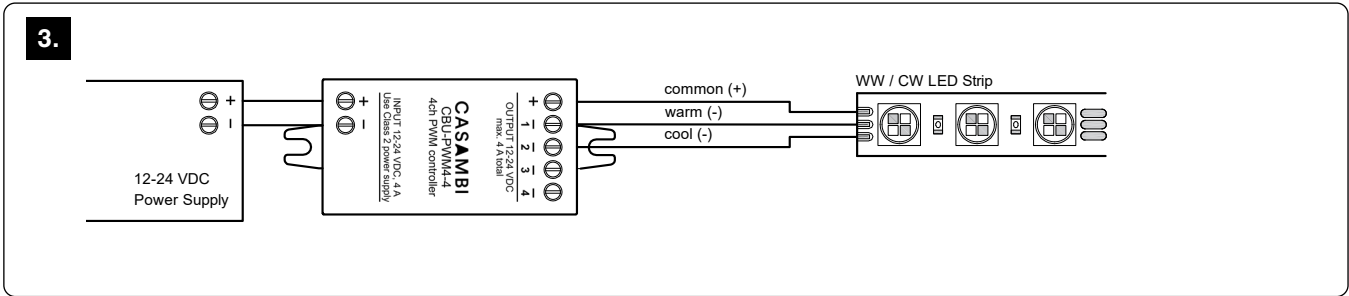 3.
+
−
12-24 VDC
Power Supply
+
−
INPUT 12-24 VDC, 4 A
Use Class 2 power supply
CASAMBI
CBU-PWM4-4
4ch PWM controller
OUTPUT 12-24 VDC
max. 4 A total
+
1 −
2 −
3 −
4 −
common (+)
warm (-)
cool (-)
WW / CW LED Strip